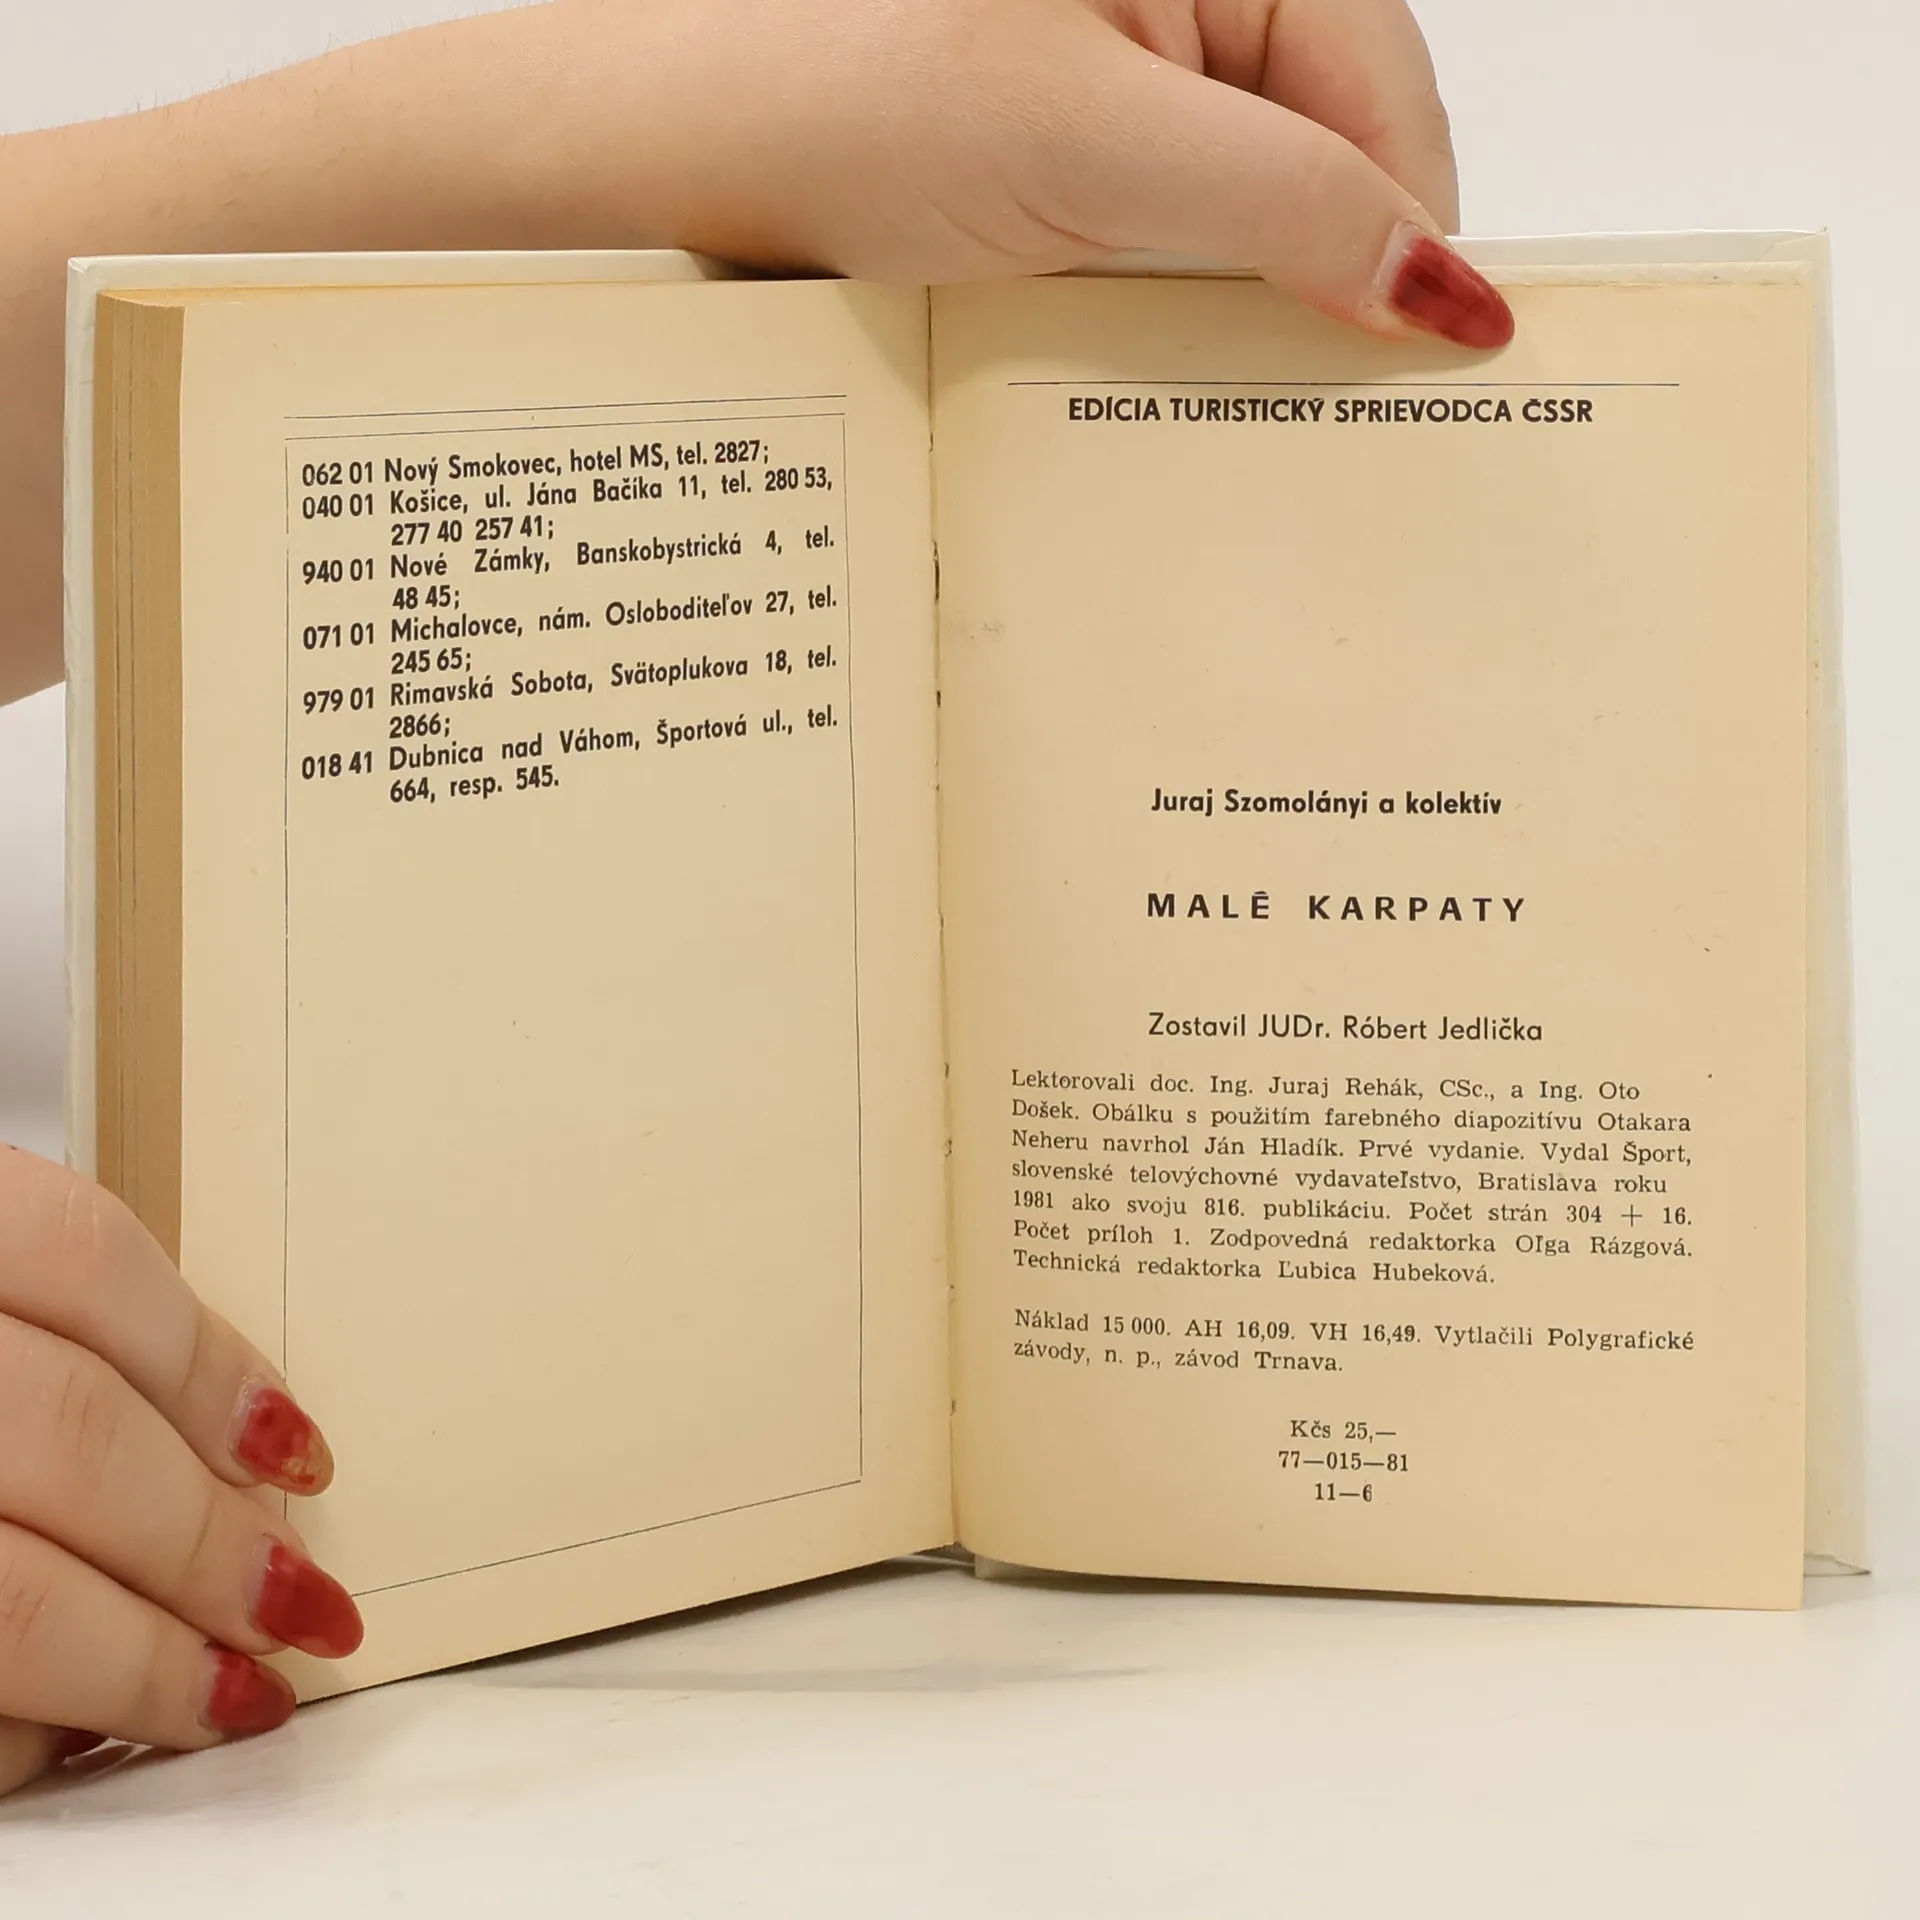 062 01 Nový Smokovec, hotel MS, tel. 2827;
040 01 Košice, ul. Jána Bačíka 11, tel. 280 53,
277 40 257 41;
940 01 Nové Zámky, Banskobystrická 4, tel.
48 45;
071 01 Michalovce, nám. Osloboditeľov 27, tel.
245 65;
979 01 Rimavská Sobota, Svätoplukova 18, tel.
2866;
018 41 Dubnica nad Váhom, Športová ul., tel.
664, resp. 545.
EDÍCIA TURISTICKÝ SPRIEVODCA ČSSR
Juraj Szomolányi a kolektív
MALÉ KARPATY
Zostavil JUDr. Róbert Jedlička
Lektorovali doc. Ing. Juraj Rehák, CSc., a Ing. Oto
Došek. Obálku s použitím farebného diapozitívu Otakara
Neheru navrhol Ján Hladík. Prvé vydanie. Vydal Šport,
slovenské telovýchovné vydavateľstvo, Bratislava roku
1981 ako svoju 816. publikáciu. Počet strán 304 + 16.
Počet príloh 1. Zodpovedná redaktorka Oľga Rázgová.
Technická redaktorka Ľubica Hubeková.
Náklad 15 000. AH 16,09. VH 16,49. Vytlačili Polygrafické
závody, n. p., závod Trnava.
Kčs 25,—
77—015—81
11—6